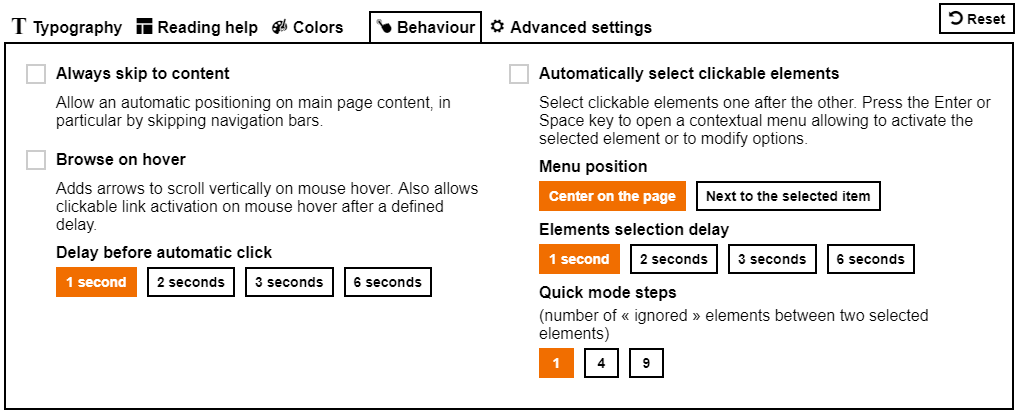 Typography Reading help Colors Behaviour Advanced settings Reset
Always skip to content
Allow an automatic positioning on main page content, in
particular by skipping navigation bars.
Browse on hover
Adds arrows to scroll vertically on mouse hover. Also allows
clickable link activation on mouse hover after a defined
delay.
Delay before automatic click
1 second 2 seconds 3 seconds 6 seconds
Automatically select clickable elements
Select clickable elements one after the other. Press the Enter or
Space key to open a contextual menu allowing to activate the
selected element or to modify options.
Menu position
Center on the page Next to the selected item
Elements selection delay
1 second 2 seconds 3 seconds 6 seconds
Quick mode steps
(number of « ignored » elements between two selected
elements)
1 4 9